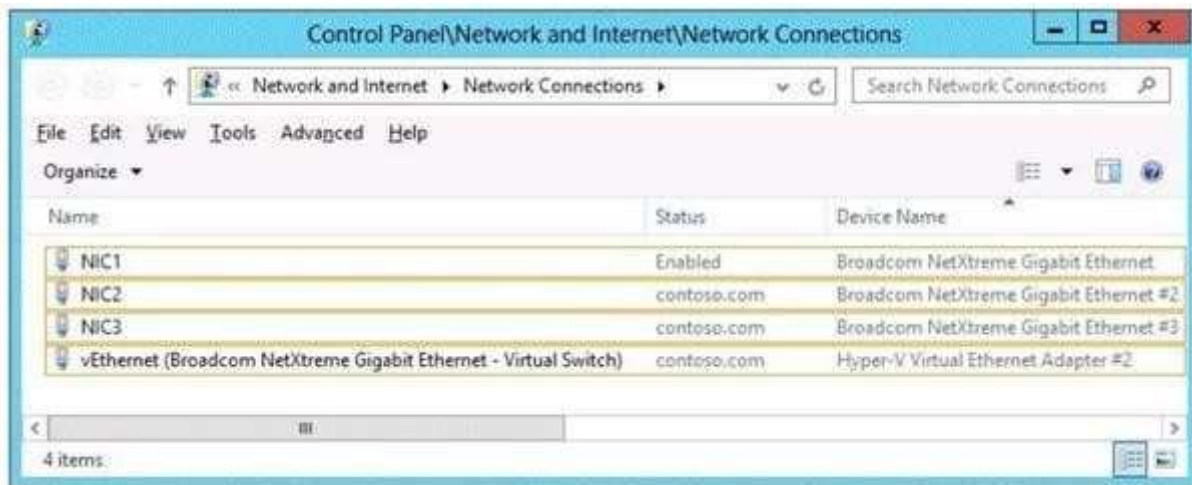 Control Panel\Network and Internet\Network Connections
« Network and Internet ▸ Network Connections ▸ Search Network Connections
File Edit View Tools Advanced Help
Organize
Name Status Device Name
NIC1 Enabled Broadcom NetXtreme Gigabit Ethernet
NIC2 contoso.com Broadcom NetXtreme Gigabit Ethernet #2
NIC3 contoso.com Broadcom NetXtreme Gigabit Ethernet #3
vEthernet (Broadcom NetXtreme Gigabit Ethernet - Virtual Switch) contoso.com Hyper-V Virtual Ethernet Adapter #2
4 items